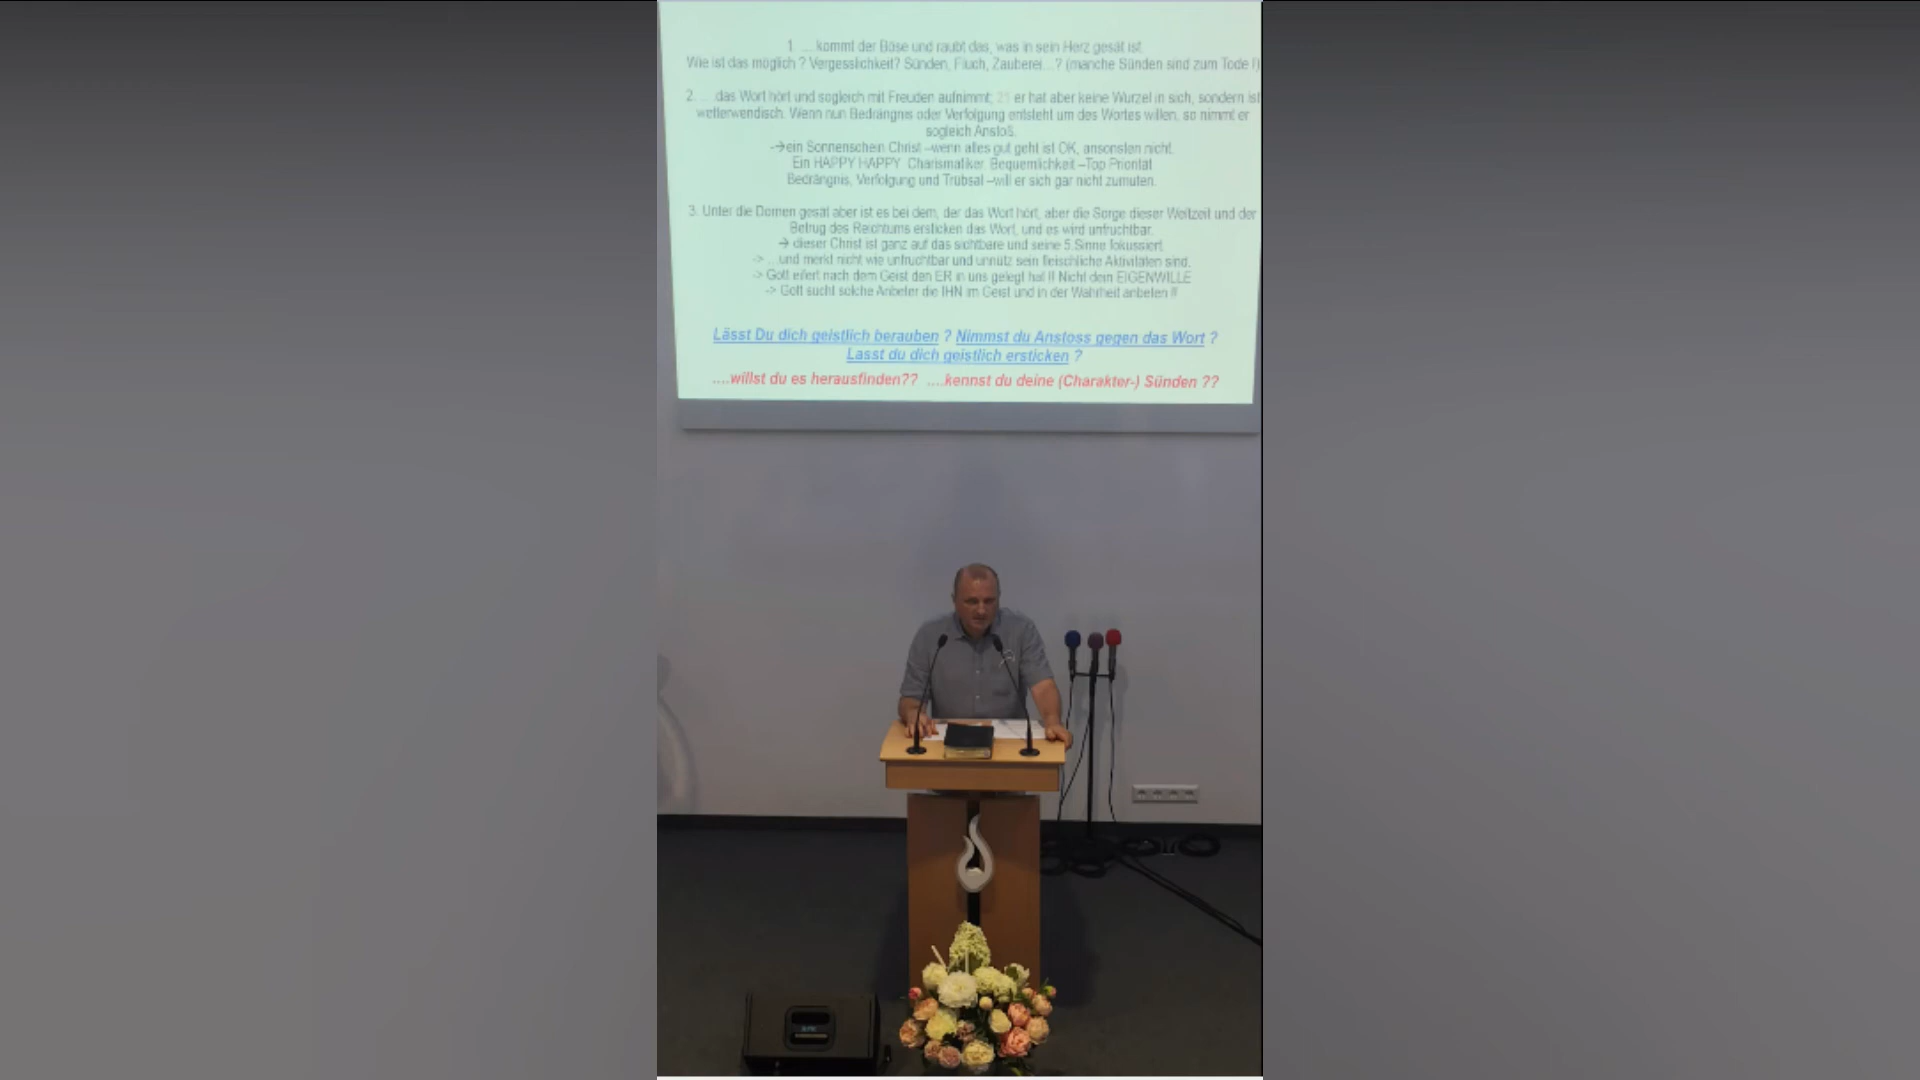 1. ....kommt der Böse und raubt das, was in sein Herz gesät ist.
Wie ist das möglich ? Vergesslichkeit? Sünden, Fluch, Zauberei...? (manche Sünden sind zum Tode !)
2. ... .das Wort hört und sogleich mit Freuden aufnimmt; 21 er hat aber keine Wurzel in sich, sondern ist
wetterwendisch. Wenn nun Bedrängnis oder Verfolgung entsteht um des Wortes willen, so nimmt er
sogleich Anstoß.
->ein Sonnenschein Christ –wenn alles gut geht ist OK, ansonsten nicht.
Ein HAPPY HAPPY Charismatiker. Bequemlichkeit –Top Priorität
Bedrängnis, Verfolgung und Trübsal –will er sich gar nicht zumuten.
3. Unter die Dornen gesät aber ist es bei dem, der das Wort hört, aber die Sorge dieser Weltzeit und der
Betrug des Reichtums ersticken das Wort, und es wird unfruchtbar.
→ dieser Christ ist ganz auf das sichtbare und seine 5 Sinne fokussiert.
-> ...und merkt nicht wie unfruchtbar und unnütz sein fleischliche Aktivitäten sind.
-> Gott eifert nach dem Geist den ER in uns gelegt hat !! Nicht dein EIGENWILLE
-> Gott sucht solche Anbeter die IHN im Geist und in der Wahrheit anbeten !!
Lässt Du dich geistlich berauben ? Nimmst du Anstoss gegen das Wort ?
Lasst du dich geistlich ersticken ?
....willst du es herausfinden?? ....kennst du deine (Charakter-) Sünden ??